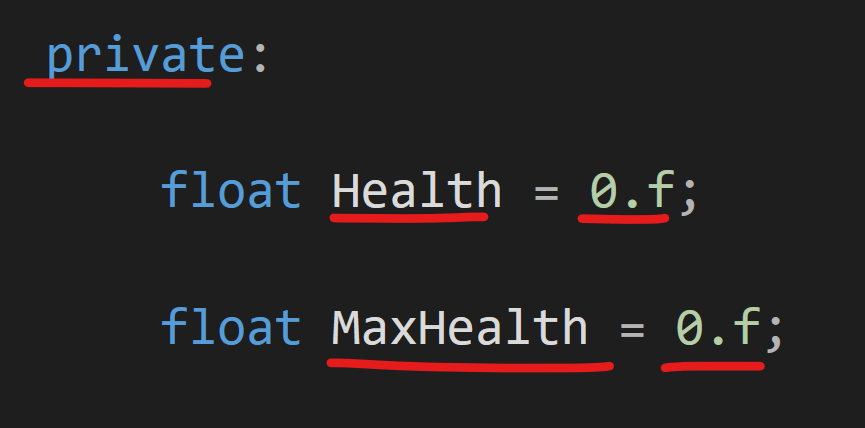 private:
float Health = 0.f;
float MaxHealth = 0.f;